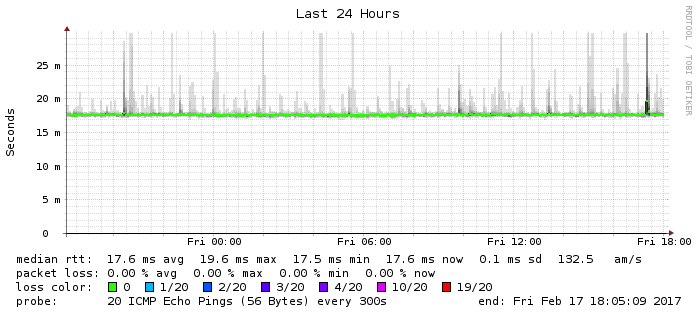 Last 24 Hours
RRDTOOL / TOBI OETIKER
Seconds
25 m
20 m
15 m
10 m
5 m
0
Fri 00:00 Fri 06:00 Fri 12:00 Fri 18:00
median rtt: 17.6 ms avg 19.6 ms max 17.5 ms min 17.6 ms now 0.1 ms sd 132.5 am/s
packet loss: 0.00 % avg 0.00 % max 0.00 % min 0.00 % now
loss color: 0 1/20 2/20 3/20 4/20 10/20 19/20
probe: 20 ICMP Echo Pings (56 Bytes) every 300s end: Fri Feb 17 18:05:09 2017